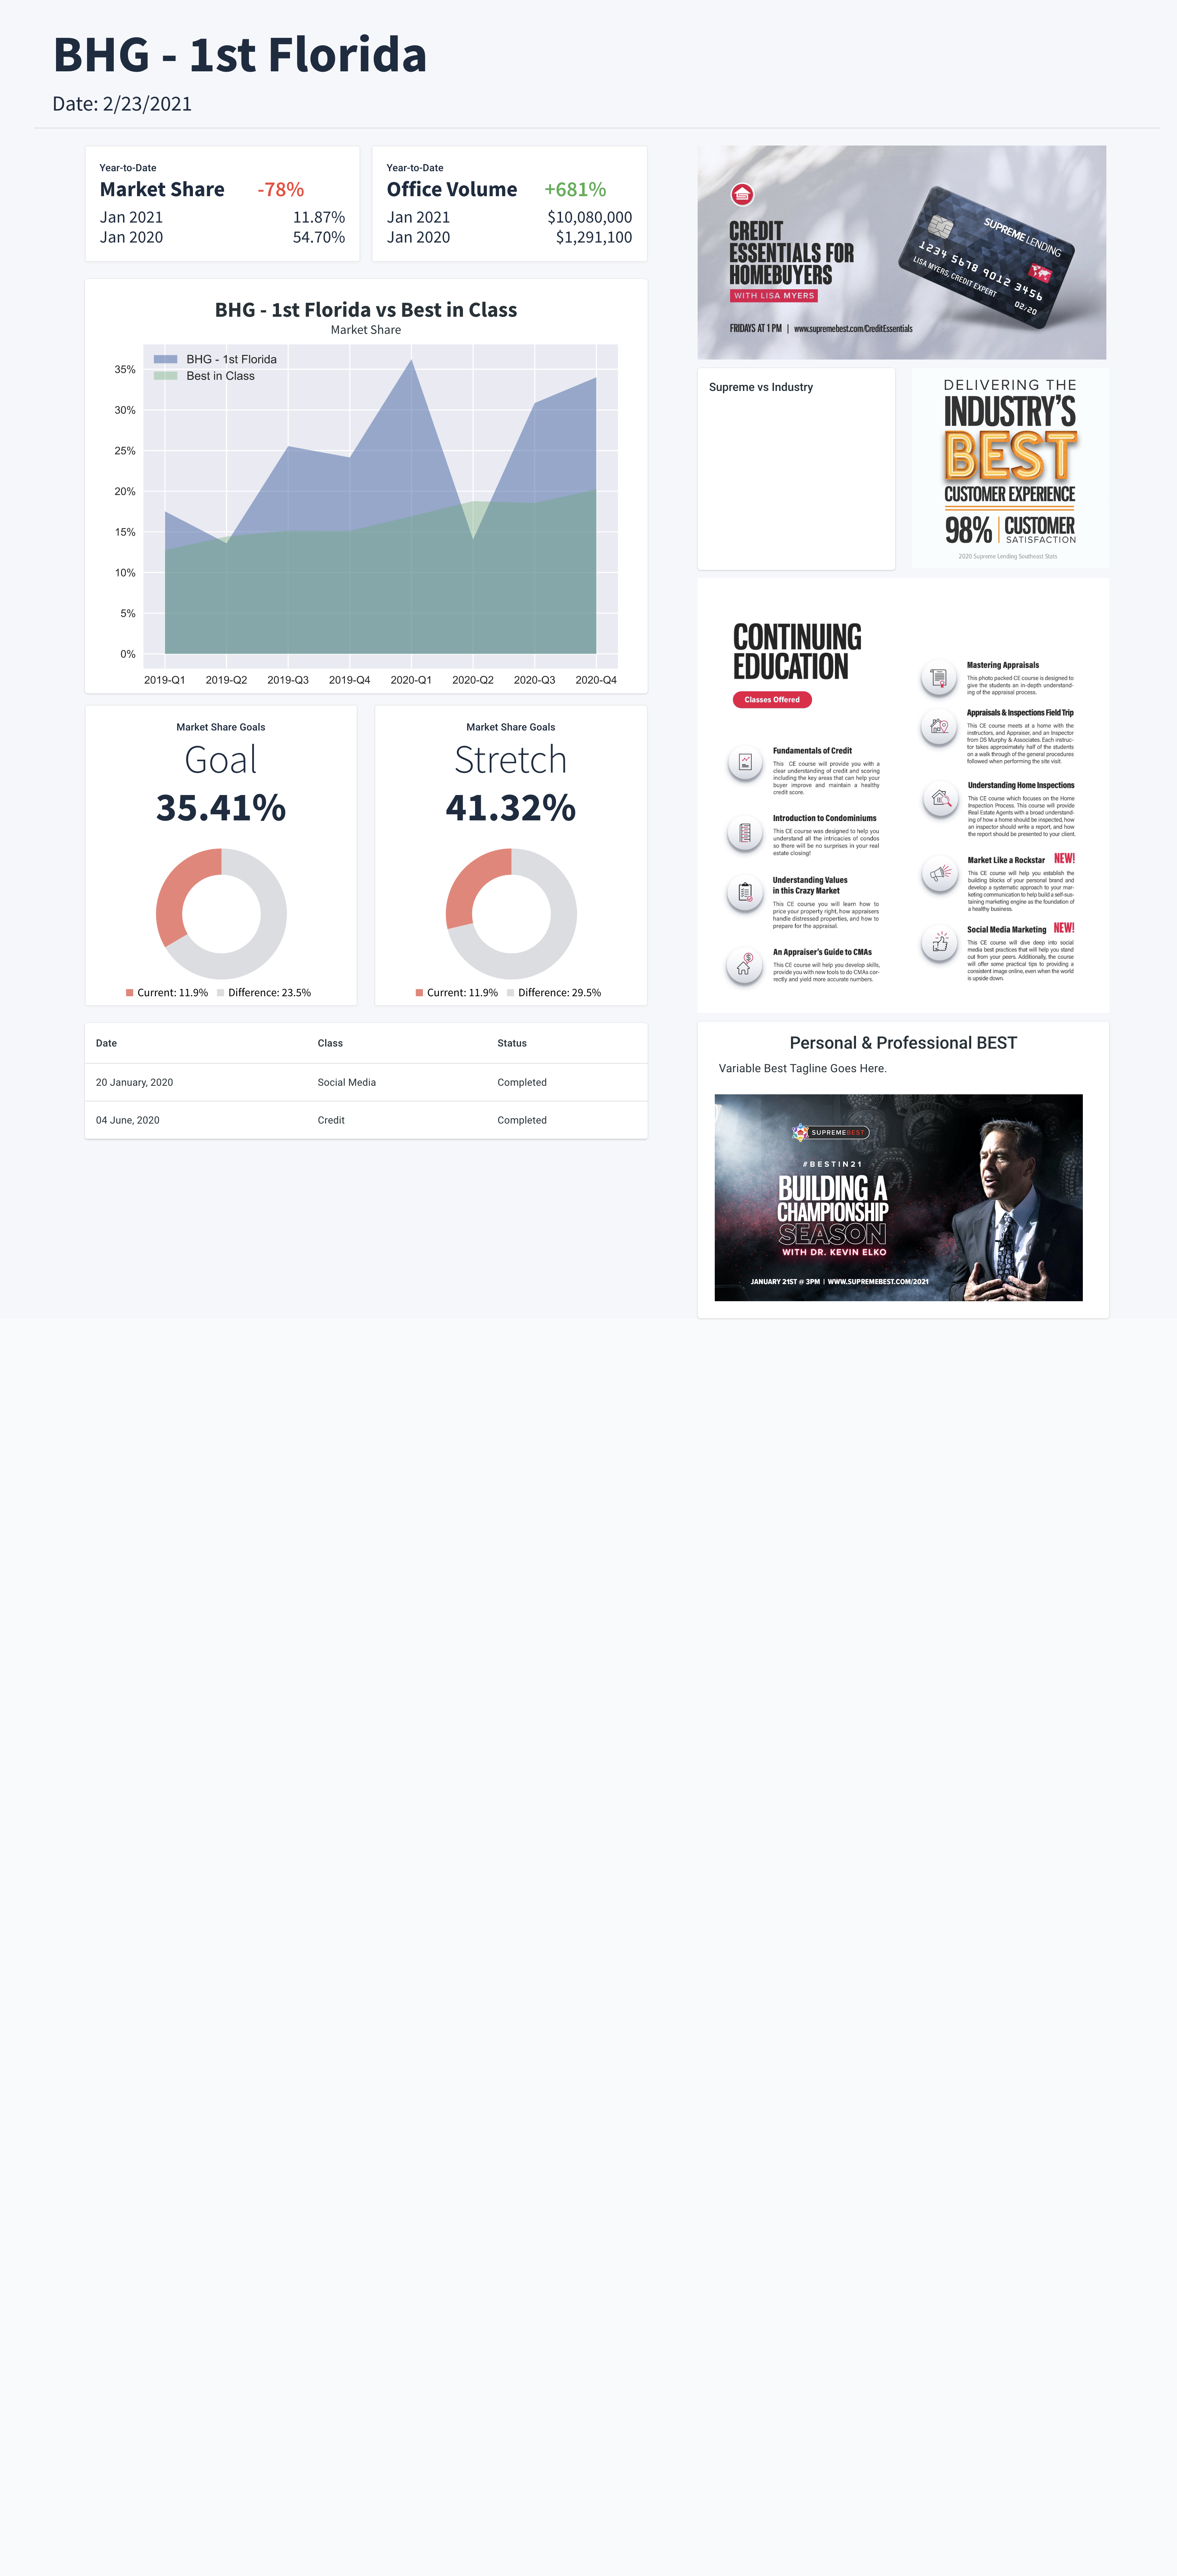 BHG - 1st Florida
Date: 2/23/2021
Year-to-Date
Market Share -78%
Jan 2021 11.87%
Jan 2020 54.70%
Year-to-Date
Office Volume +681%
Jan 2021 $10,080,000
Jan 2020 $1,291,100
BHG - 1st Florida vs Best in Class
Market Share
BHG - 1st Florida
Best in Class
35%
30%
25%
20%
15%
10%
5%
0%
2019-Q1 2019-Q2 2019-Q3 2019-Q4 2020-Q1 2020-Q2 2020-Q3 2020-Q4
Market Share Goals
Goal
35.41%
Current: 11.9% Difference: 23.5%
Market Share Goals
Stretch
41.32%
Current: 11.9% Difference: 29.5%
Date Class Status
20 January, 2020 Social Media Completed
04 June, 2020 Credit Completed
CREDIT
ESSENTIALS FOR
HOMEBUYERS
WITH LISA MYERS
FRIDAYS AT 1 PM | www.supremebest.com/CreditEssentials
SUPREME LENDING
1234 5678 9012 3456
LISA MYERS, CREDIT EXPERT
02/20
Supreme vs Industry
DELIVERING THE
INDUSTRY'S
BEST
CUSTOMER EXPERIENCE
98% CUSTOMER
SATISFACTION
2020 Supreme Lending Southeast Stats
CONTINUING
EDUCATION
Classes Offered
Fundamentals of Credit
This CE course will provide you with a
clear understanding of credit and scoring
including the key areas that can help your
buyer improve and maintain a healthy
credit score.
Introduction to Condominiums
This CE course was designed to help you
understand all the intricacies of condos
so there will be no surprises in your real
estate closing!
Understanding Values
in this Crazy Market
This CE course you will learn how to
price your property right, how appraisers
handle distressed properties, and how to
prepare for the appraisal.
An Appraiser's Guide to CMAs
This CE course will help you develop skills,
provide you with new tools to do CMAs cor-
rectly and yield more accurate numbers.
Mastering Appraisals
This photo packed CE course is designed to
give the students an in-depth understand-
ing of the appraisal process.
Appraisals & Inspections Field Trip
This CE course meets at a home with the
instructors, and Appraiser, and an Inspector
from DS Murphy & Associates. Each instruc-
tor takes approximately half of the students
on a walk through of the general procedures
followed when performing the site visit.
Understanding Home Inspections
This CE course which focuses on the Home
Inspection Process. This course will provide
Real Estate Agents with a broad understand-
ing of how a home should be inspected, how
an inspector should write a report, and how
the report should be presented to your client.
Market Like a Rockstar NEW!
This CE course will help you establish the
building blocks of your personal brand and
develop a systematic approach to your mar-
keting communication to help build a self-sus-
taining marketing engine as the foundation of
a healthy business.
Social Media Marketing NEW!
This CE course will dive deep into social
media best practices that will help you stand
out from your peers. Additionally, the course
will offer some practical tips to providing a
consistent image online, even when the world
is upside down.
Personal & Professional BEST
Variable Best Tagline Goes Here.
SUPREMEBEST
#BESTIN21
BUILDING A
CHAMPIONSHIP
SEASON
WITH DR. KEVIN ELKO
JANUARY 21ST @ 3PM | WWW.SUPREMEBEST.COM/2021